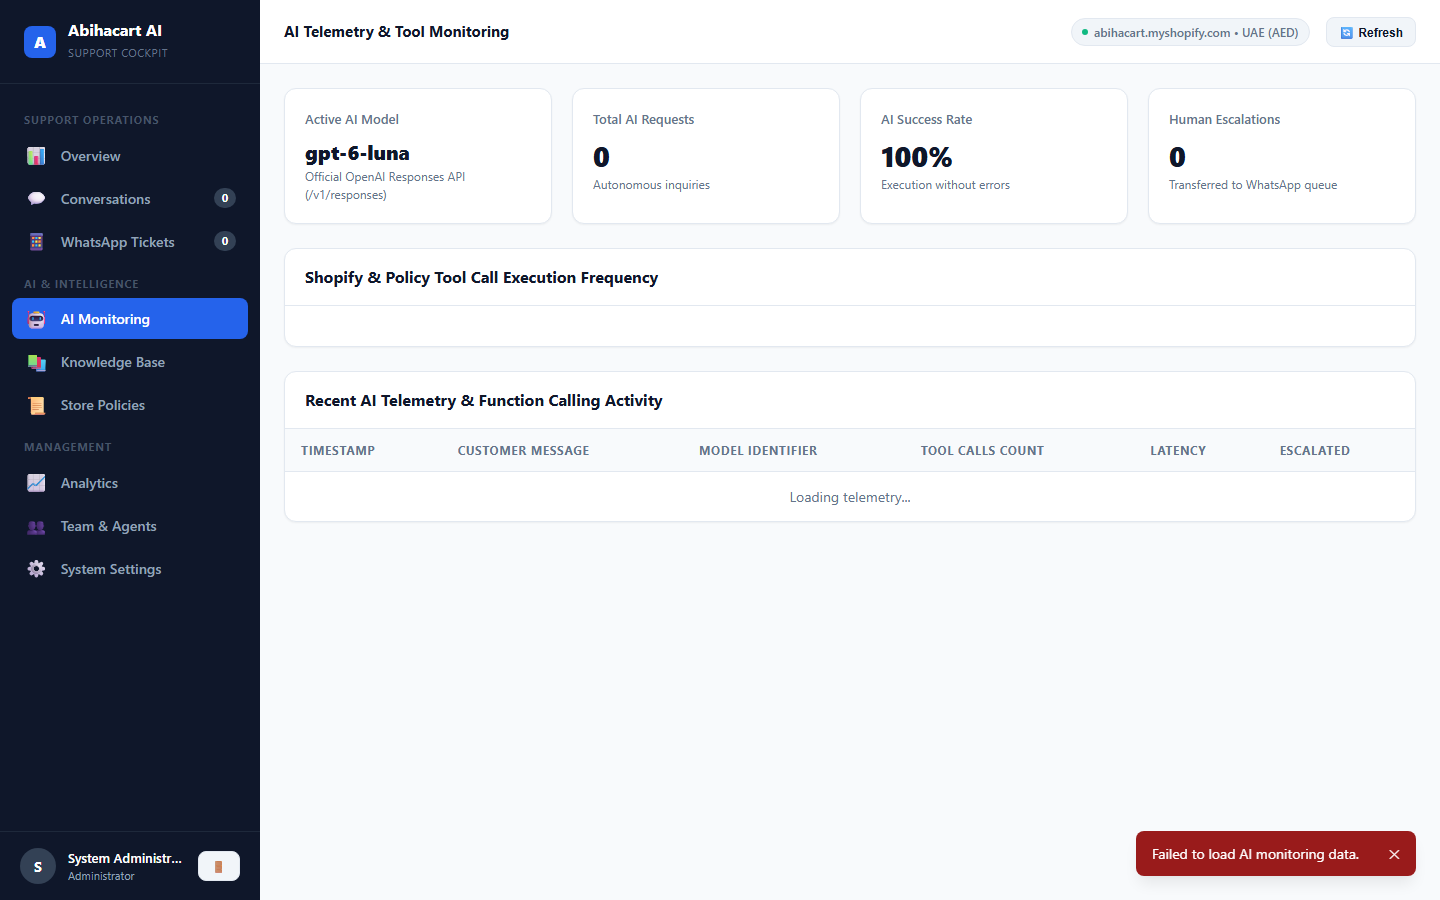 A
Abihacart AI
SUPPORT COCKPIT
SUPPORT OPERATIONS
Overview
Conversations 0
WhatsApp Tickets 0
AI & INTELLIGENCE
AI Monitoring
Knowledge Base
Store Policies
MANAGEMENT
Analytics
Team & Agents
System Settings
S
System Administr...
Administrator
AI Telemetry & Tool Monitoring
abihacart.myshopify.com • UAE (AED)
Refresh
Active AI Model
gpt-6-luna
Official OpenAI Responses API
(/v1/responses)
Total AI Requests
0
Autonomous inquiries
AI Success Rate
100%
Execution without errors
Human Escalations
0
Transferred to WhatsApp queue
Shopify & Policy Tool Call Execution Frequency
Recent AI Telemetry & Function Calling Activity
TIMESTAMP CUSTOMER MESSAGE MODEL IDENTIFIER TOOL CALLS COUNT LATENCY ESCALATED
Loading telemetry...
Failed to load AI monitoring data.